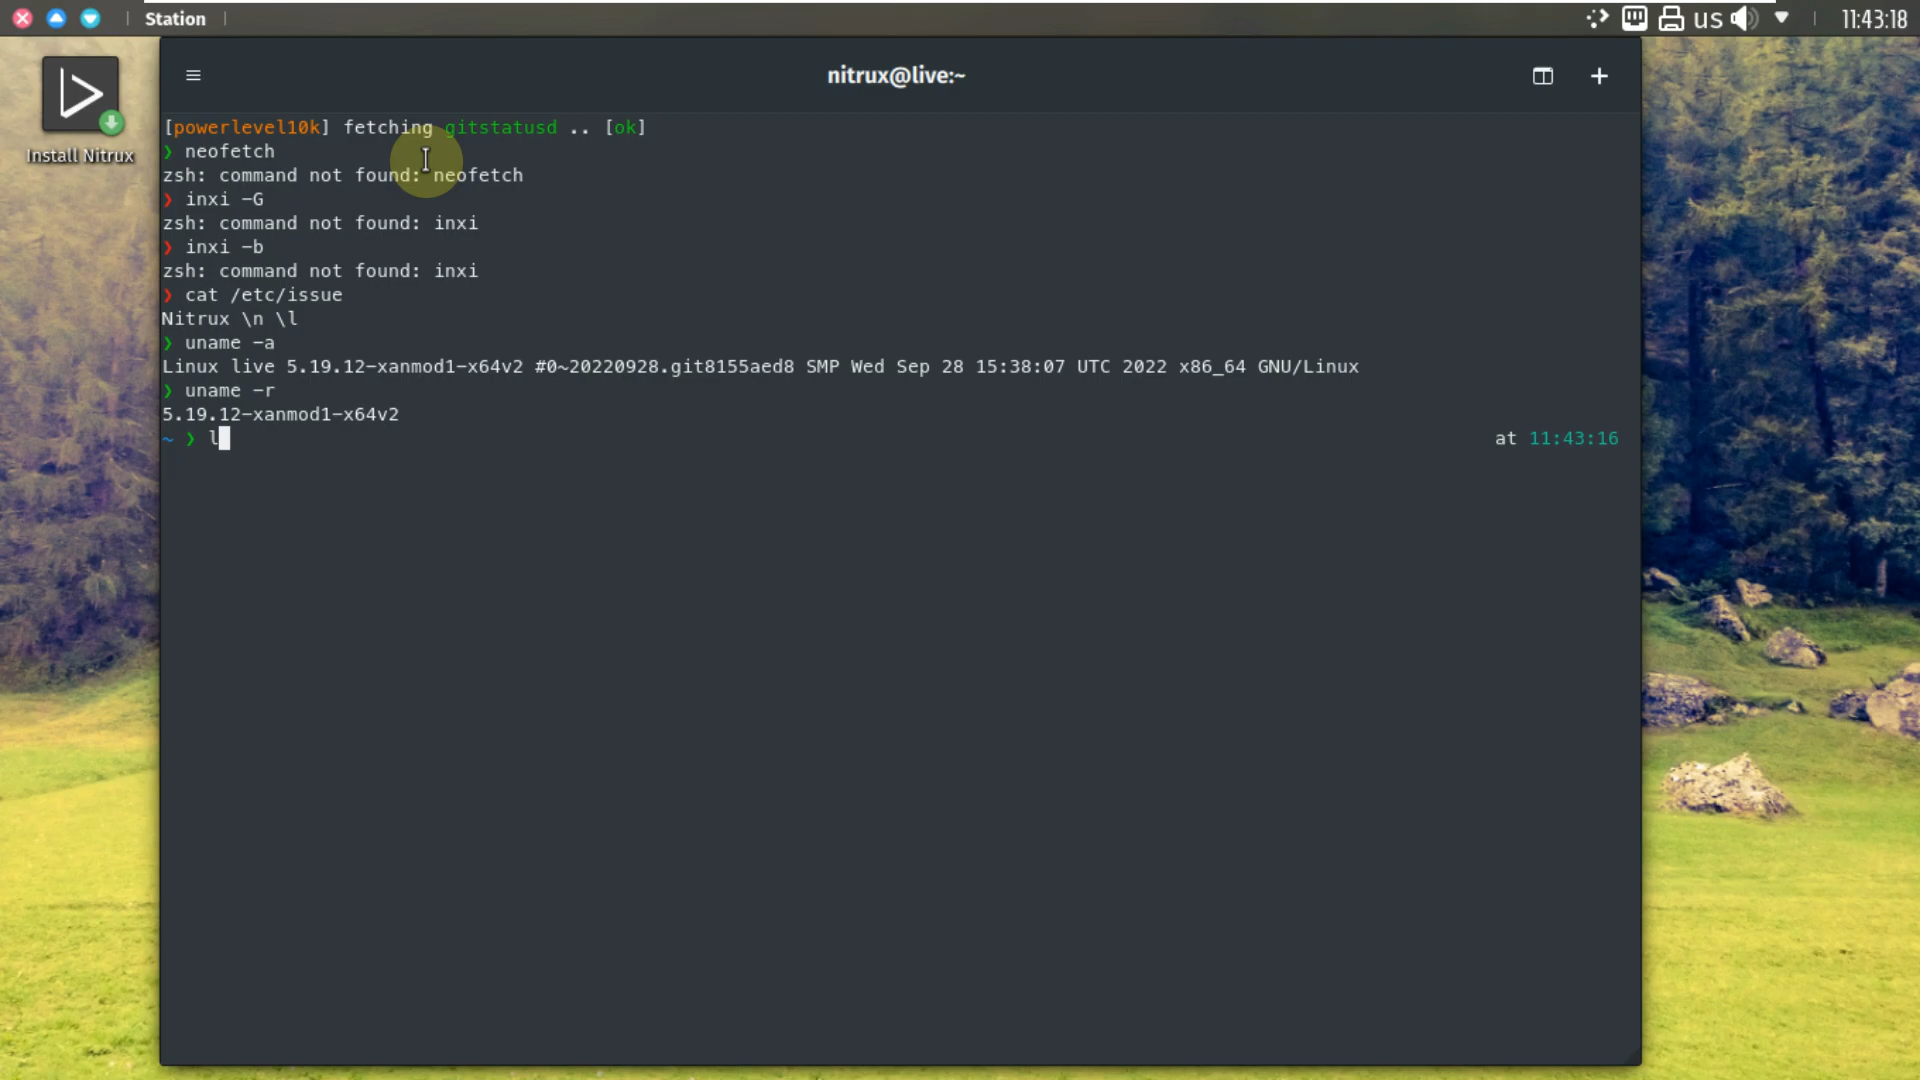 Station
us
11:43:18
Install Nitrux
nitrux@live:~
[powerlevel10k] fetching gitstatusd .. [ok]
❯ neofetch
zsh: command not found: neofetch
❯ inxi -G
zsh: command not found: inxi
❯ inxi -b
zsh: command not found: inxi
❯ cat /etc/issue
Nitrux \n \l
❯ uname -a
Linux live 5.19.12-xanmod1-x64v2 #0~20220928.git8155aed8 SMP Wed Sep 28 15:38:07 UTC 2022 x86_64 GNU/Linux
❯ uname -r
5.19.12-xanmod1-x64v2
~ ❯ l at 11:43:16